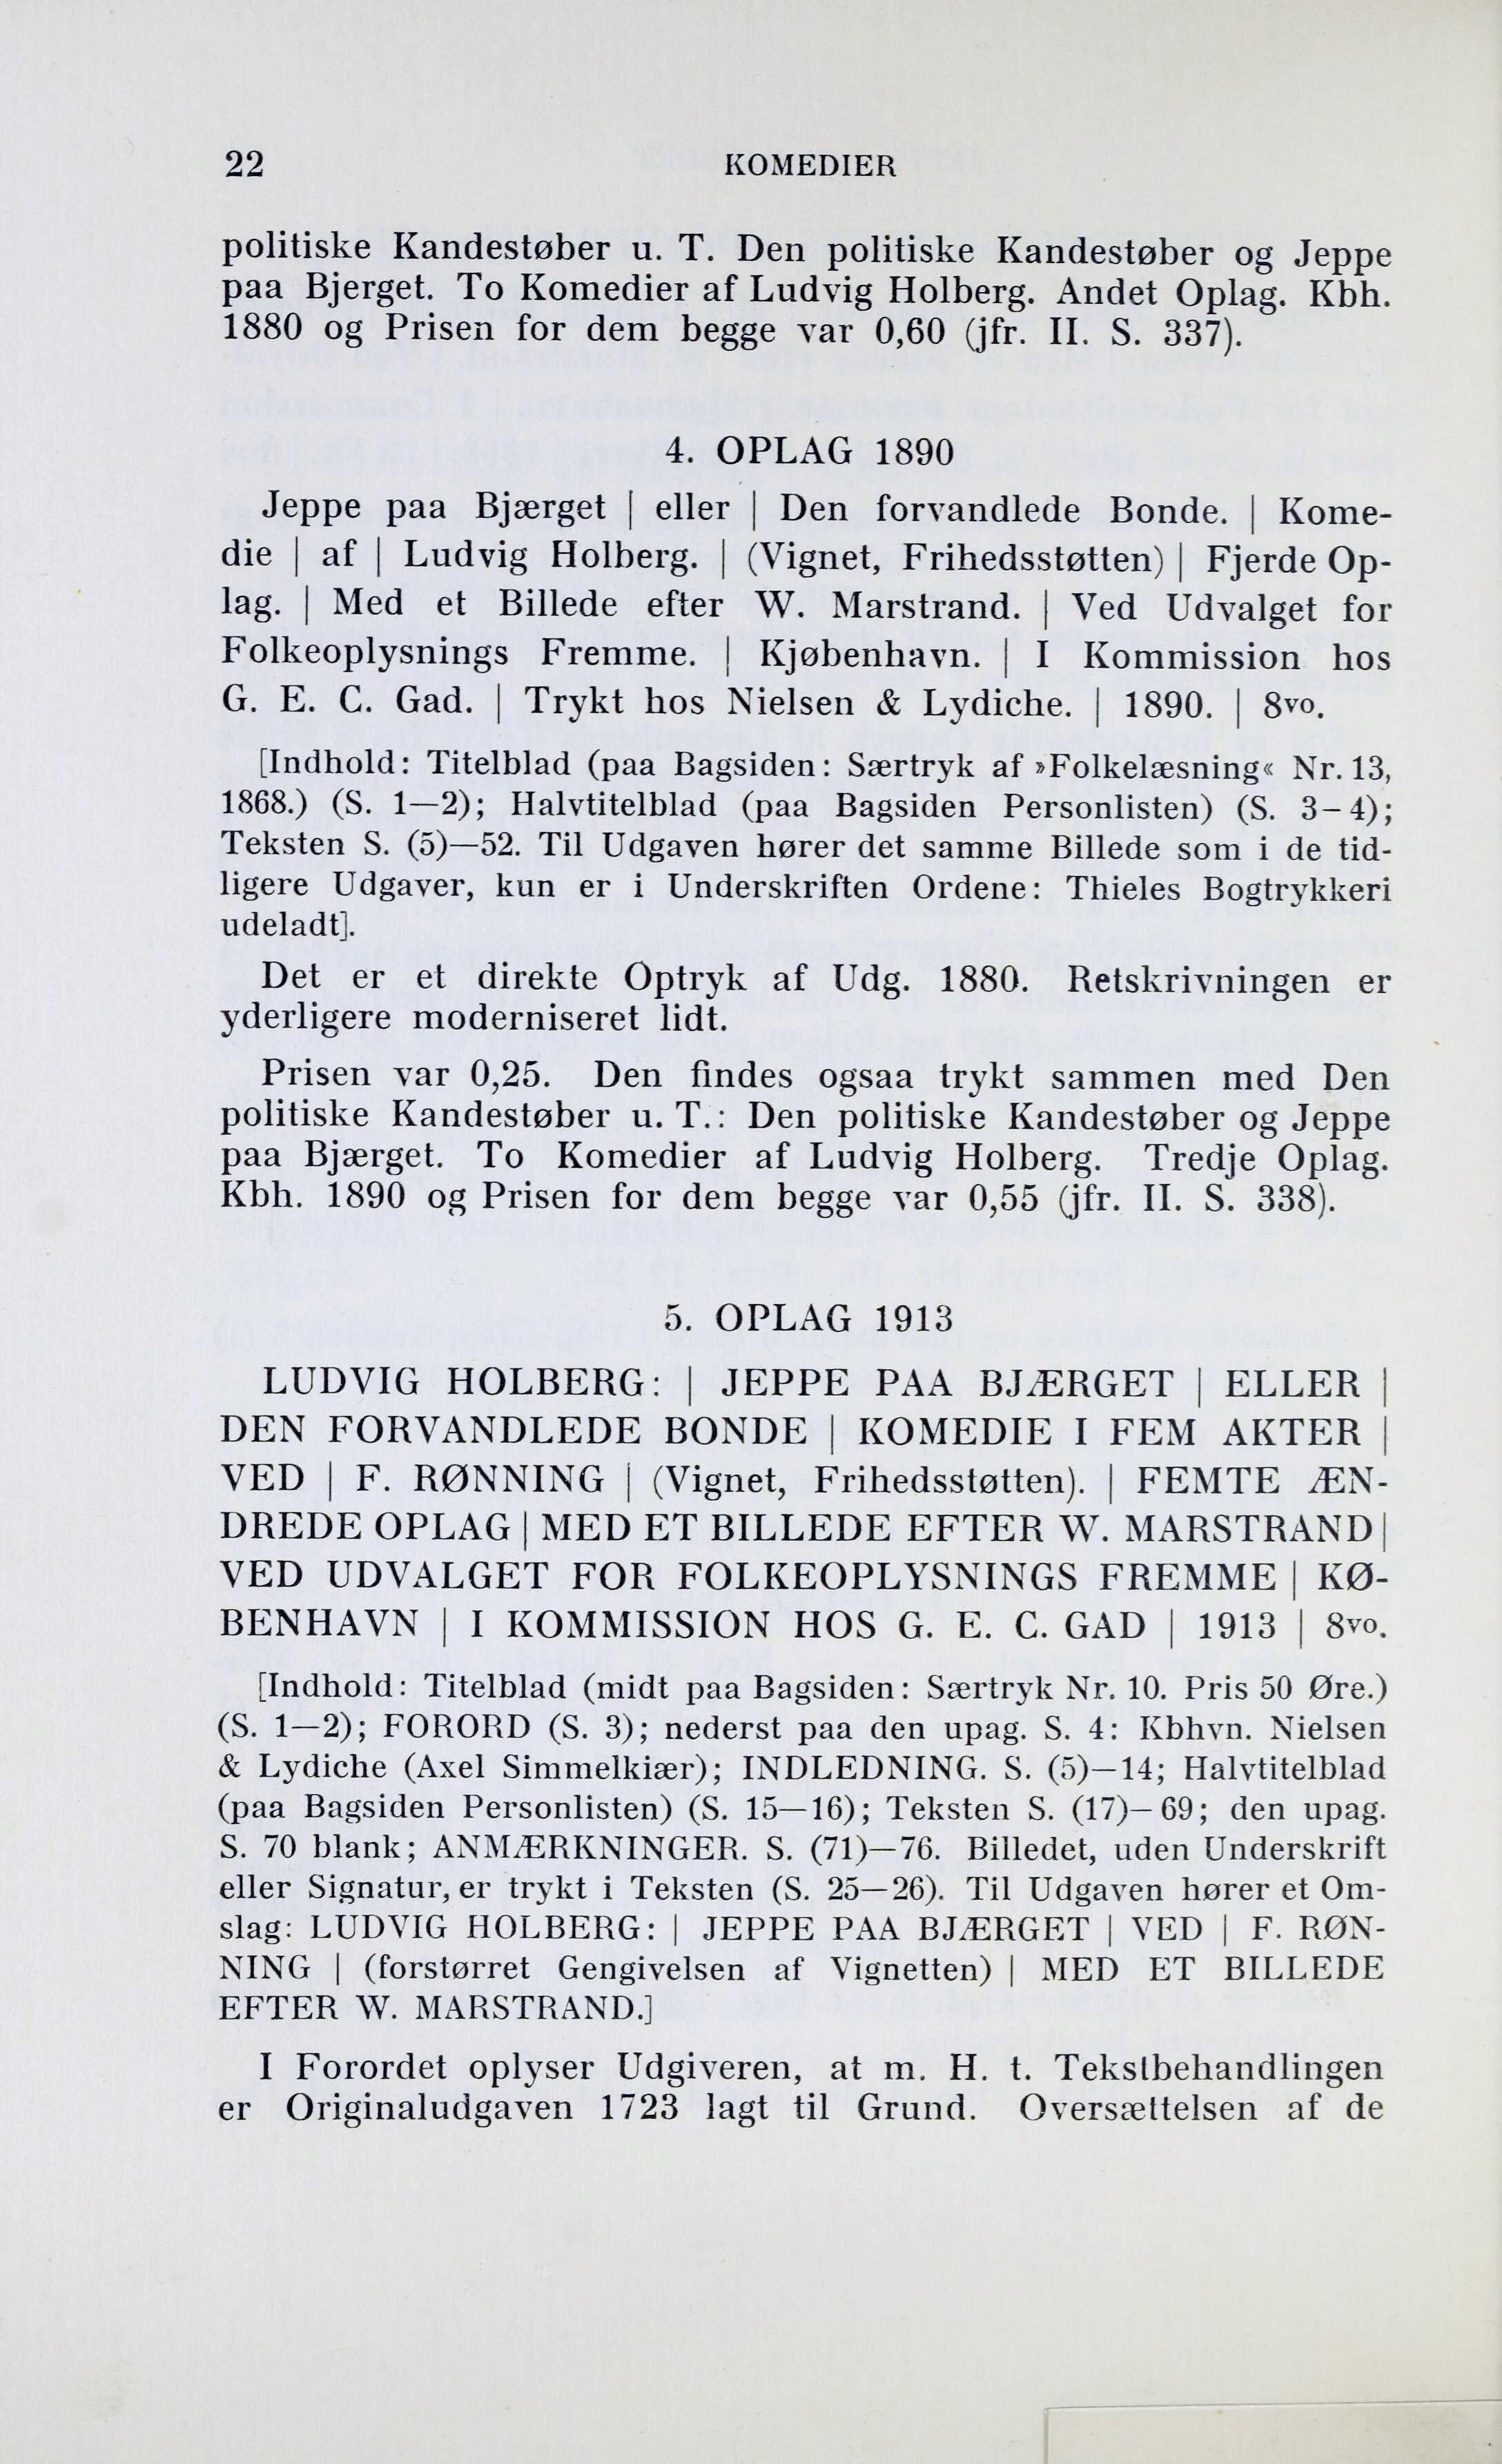 22 KOMEDIER
politiske Kandestøber u. T. Den politiske Kandestøber og Jeppe
paa Bjerget. To Komedier af Ludvig Holberg. Andet Oplag. Kbh.
1880 og Prisen for dem begge var 0,60 (jfr. II. S. 337).
4. OPLAG 1890
Jeppe paa Bjærget | eller | Den forvandlede Bonde. | Kome-
die | af | Ludvig Holberg. | (Vignet, Frihedsstøtten) | Fjerde Op-
lag. | Med et Billede efter W. Marstrand. | Ved Udvalget for
Folkeoplysnings Fremme. | Kjøbenhavn. | I Kommission hos
G. E. C. Gad. | Trykt hos Nielsen & Lydiche. | 1890. | 8vo.
[Indhold: Titelblad (paa Bagsiden: Særtryk af »Folkelæsning« Nr. 13,
1868.) (S. 1—2); Halvtitelblad (paa Bagsiden Personlisten) (S. 3–4);
Teksten S. (5)—52. Til Udgaven hører det samme Billede som i de tid-
ligere Udgaver, kun er i Underskriften Ordene: Thieles Bogtrykkeri
udeladt].
Det er et direkte Optryk af Udg. 1880. Retskrivningen er
yderligere moderniseret lidt.
Prisen var 0,25. Den findes ogsaa trykt sammen med Den
politiske Kandestøber u. T.: Den politiske Kandestøber og Jeppe
paa Bjærget. To Komedier af Ludvig Holberg. Tredje Oplag.
Kbh. 1890 og Prisen for dem begge var 0,55 (jfr. II. S. 338).
5. OPLAG 1913
LUDVIG HOLBERG: | JEPPE PAA BJÆRGET | ELLER |
DEN FORVANDLEDE BONDE | KOMEDIE I FEM AKTER |
VED | F. RØNNING | (Vignet, Frihedsstøtten). | FEMTE ÆN-
DREDE OPLAG | MED ET BILLEDE EFTER W. MARSTRAND |
VED UDVALGET FOR FOLKEOPLYSNINGS FREMME | KØ-
BENHAVN | I KOMMISSION HOS G. E. C. GAD | 1913 | 8vo.
[Indhold: Titelblad (midt paa Bagsiden: Særtryk Nr. 10. Pris 50 Øre.)
(S. 1—2); FORORD (S. 3); nederst paa den upag. S. 4: Kbhvn. Nielsen
& Lydiche (Axel Simmelkiær); INDLEDNING. S. (5)—14; Halvtitelblad
(paa Bagsiden Personlisten) (S. 15—16); Teksten S. (17)–69; den upag.
S. 70 blank; ANMÆRKNINGER. S. (71)—76. Billedet, uden Underskrift
eller Signatur, er trykt i Teksten (S. 25—26). Til Udgaven hører et Om-
slag: LUDVIG HOLBERG: | JEPPE PAA BJÆRGET | VED | F. RØN-
NING | (forstørret Gengivelsen af Vignetten) | MED ET BILLEDE
EFTER W. MARSTRAND.]
I Forordet oplyser Udgiveren, at m. H. t. Tekstbehandlingen
er Originaludgaven 1723 lagt til Grund. Oversættelsen af de